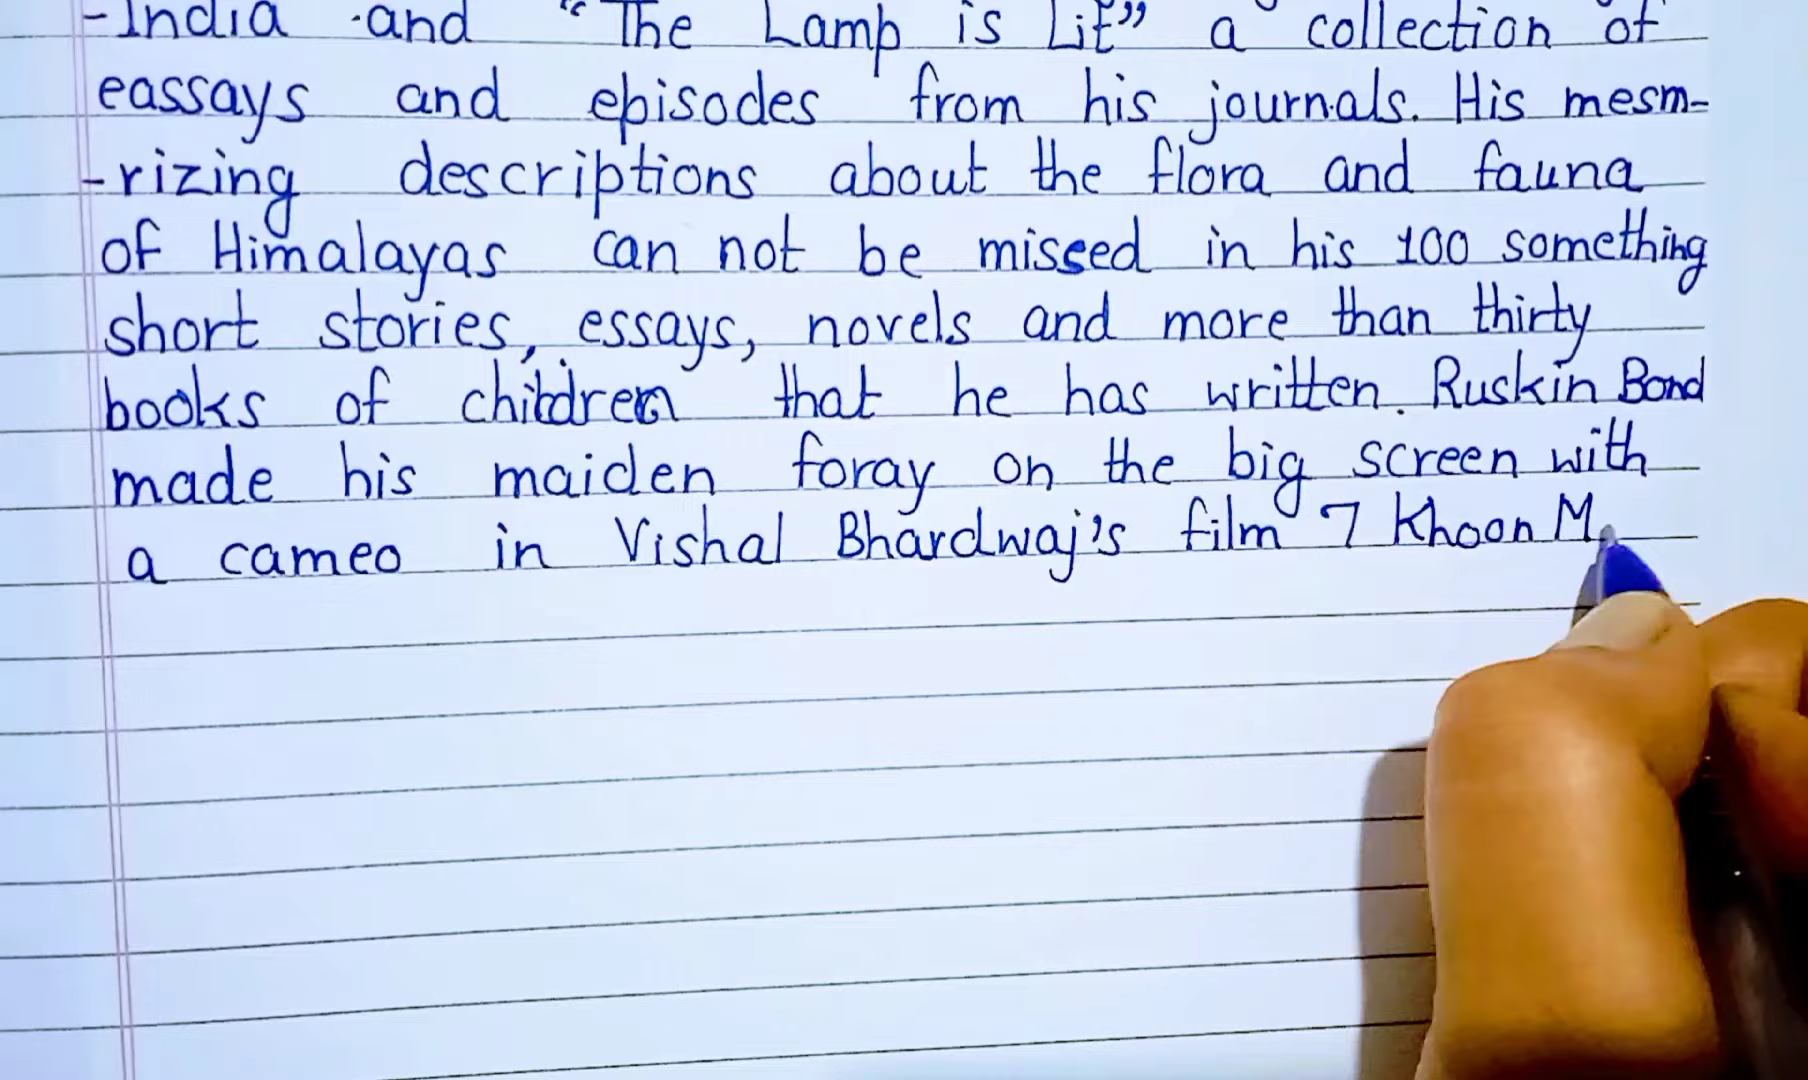 -India and "The Lamp is Lit" a collection of
eassays and episodes from his journals. His mesm-
-rizing descriptions about the flora and fauna
of Himalayas can not be missed in his 100 something
short stories, essays, novels and more than thirty
books of children that he has written. Ruskin Bond
made his maiden foray on the big screen with
a cameo in Vishal Bhardwaj's film 7 Khoon M